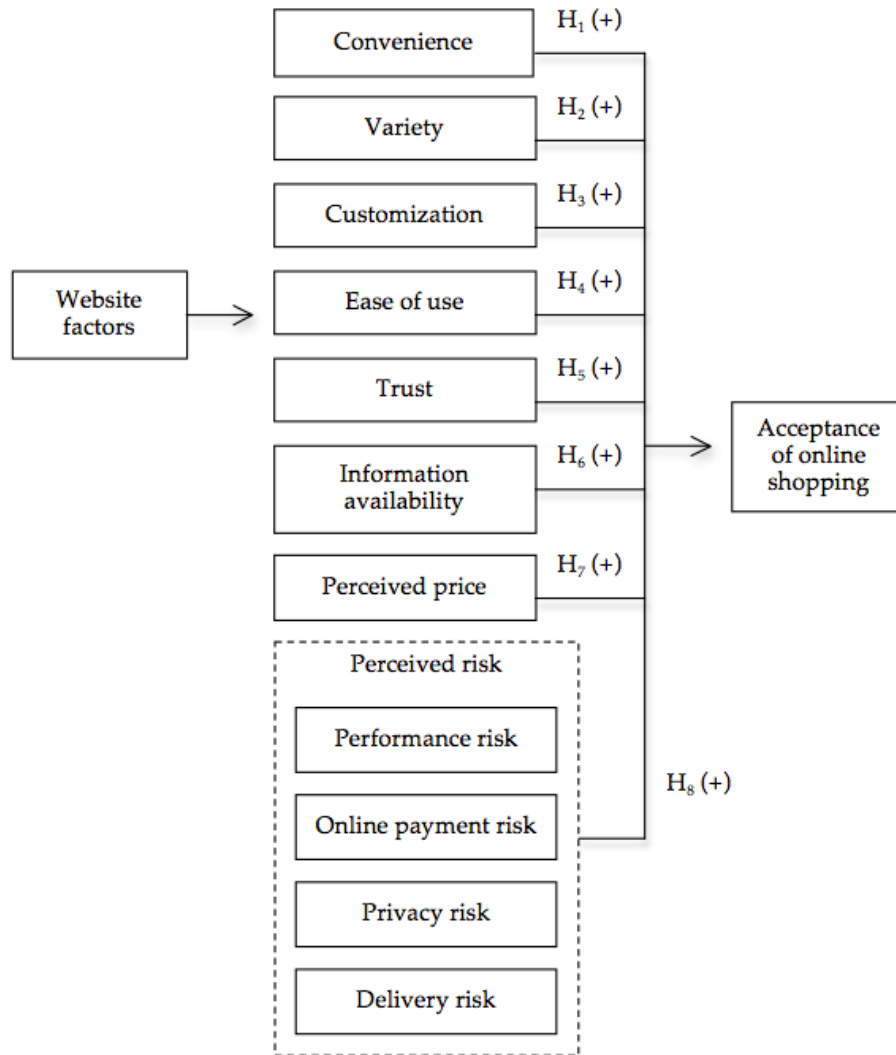 H₁ (+)
Convenience
H₂ (+)
Variety
H₃ (+)
Customization
H₄ (+)
Website
factors
Ease of use
H₅ (+)
Trust
Acceptance
of online
shopping
H₆ (+)
Information
availability
H₇ (+)
Perceived price
Perceived risk
Performance risk
H₈ (+)
Online payment risk
Privacy risk
Delivery risk